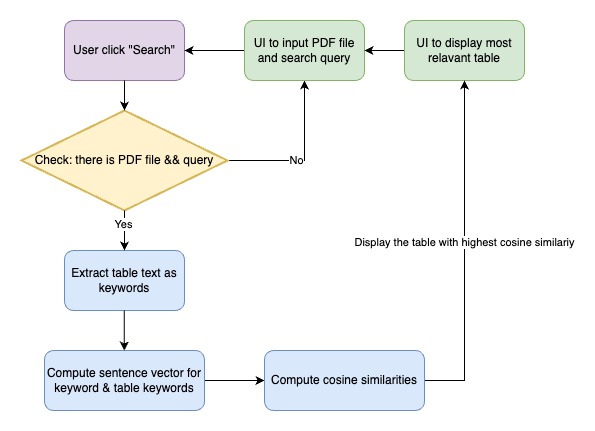 User click "Search"
UI to input PDF file
and search query
UI to display most
relavant table
Check: there is PDF file && query
No
Yes
Display the table with highest cosine similariy
Extract table text as
keywords
Compute sentence vector for
keyword & table keywords
Compute cosine similarities